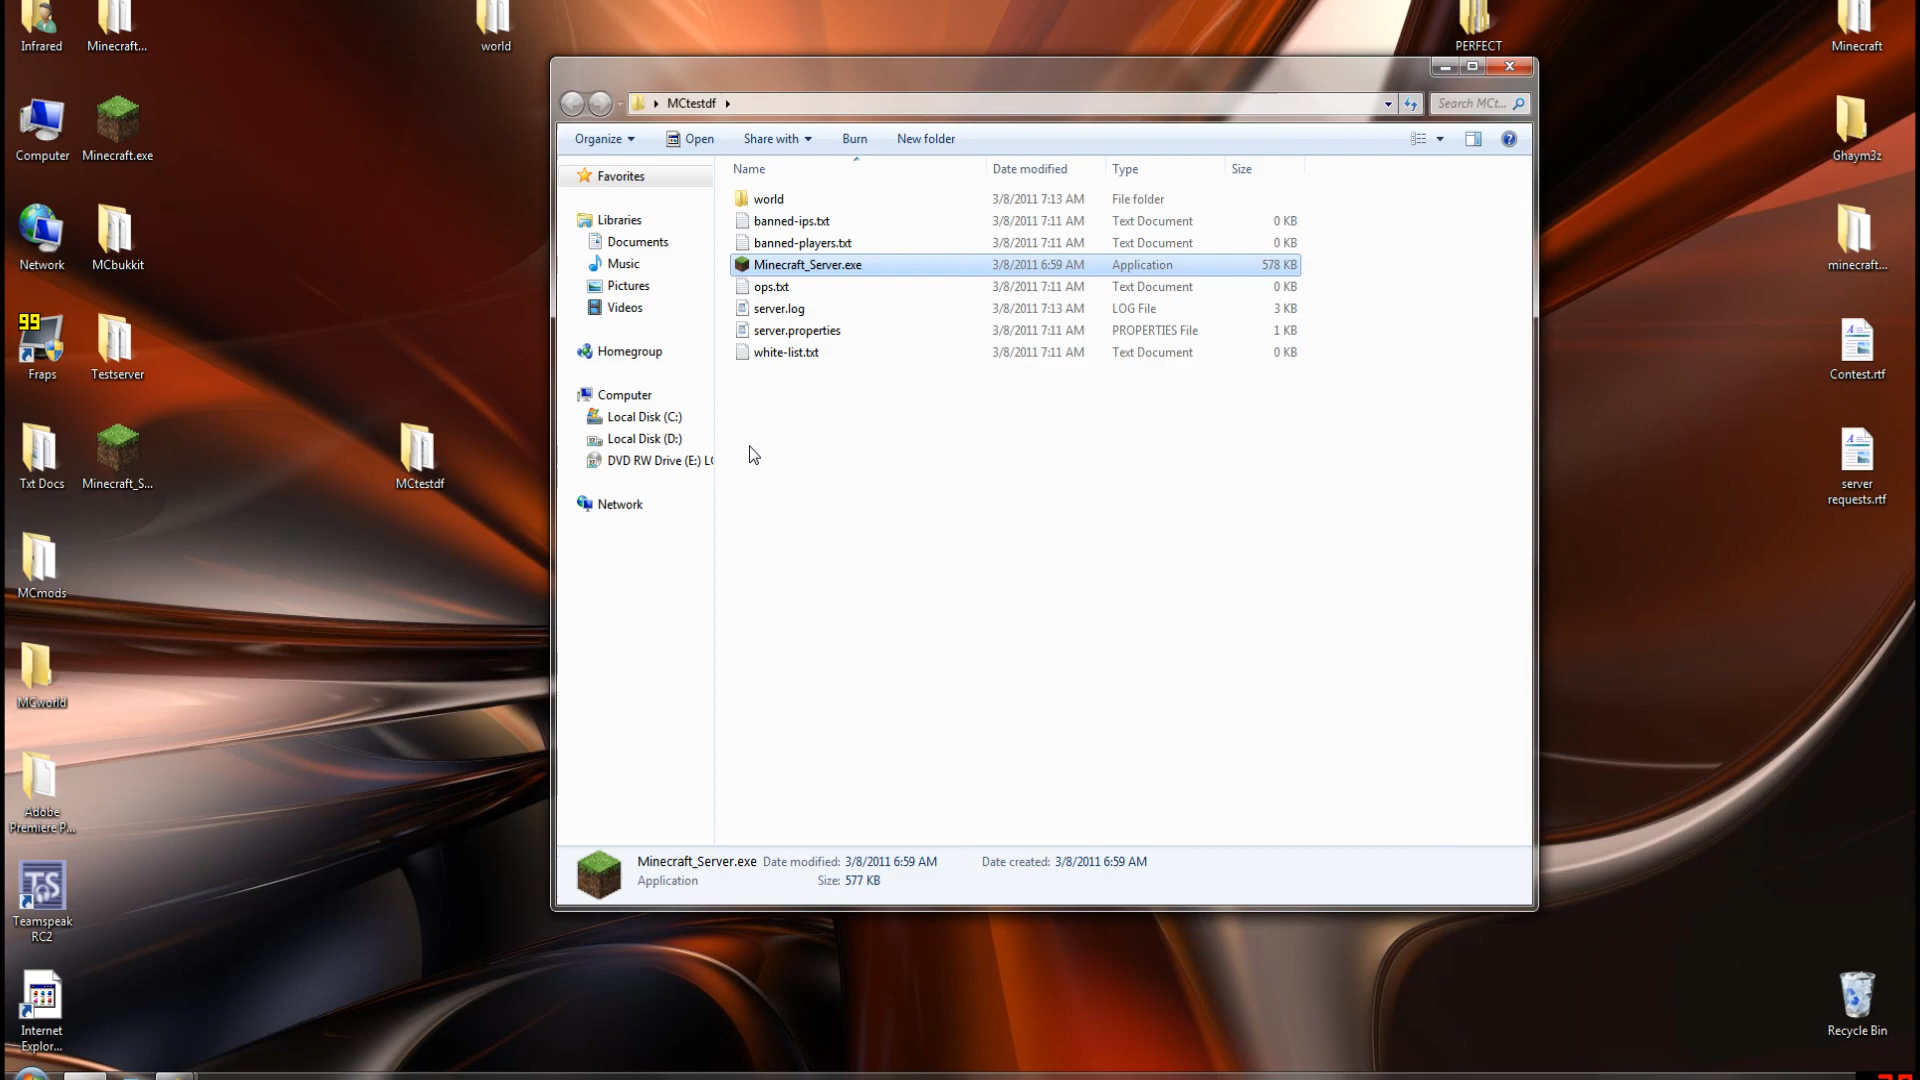 Infrared
Minecraft...
world
PERFECT
Minecraft
Computer
Minecraft.exe
Ghaym3z
Network
MCbukkit
minecraft...
99
Fraps
Testserver
Contest.rtf
Txt Docs
Minecraft_S...
MCtestdf
server
requests.rtf
MCmods
MCworld
Adobe
Premiere P...
TS
Teamspeak
RC2
Internet
Explor...
Recycle Bin
MCtestdf
Search MCt...
Organize
Open
Share with
Burn
New folder
Favorites
Libraries
Documents
Music
Pictures
Videos
Homegroup
Computer
Local Disk (C:)
Local Disk (D:)
DVD RW Drive (E:) LG
Network
Name Date modified Type Size
world 3/8/2011 7:13 AM File folder
banned-ips.txt 3/8/2011 7:11 AM Text Document 0 KB
banned-players.txt 3/8/2011 7:11 AM Text Document 0 KB
Minecraft_Server.exe 3/8/2011 6:59 AM Application 578 KB
ops.txt 3/8/2011 7:11 AM Text Document 0 KB
server.log 3/8/2011 7:13 AM LOG File 3 KB
server.properties 3/8/2011 7:11 AM PROPERTIES File 1 KB
white-list.txt 3/8/2011 7:11 AM Text Document 0 KB
Minecraft_Server.exe Date modified: 3/8/2011 6:59 AM Date created: 3/8/2011 6:59 AM
Application Size: 577 KB